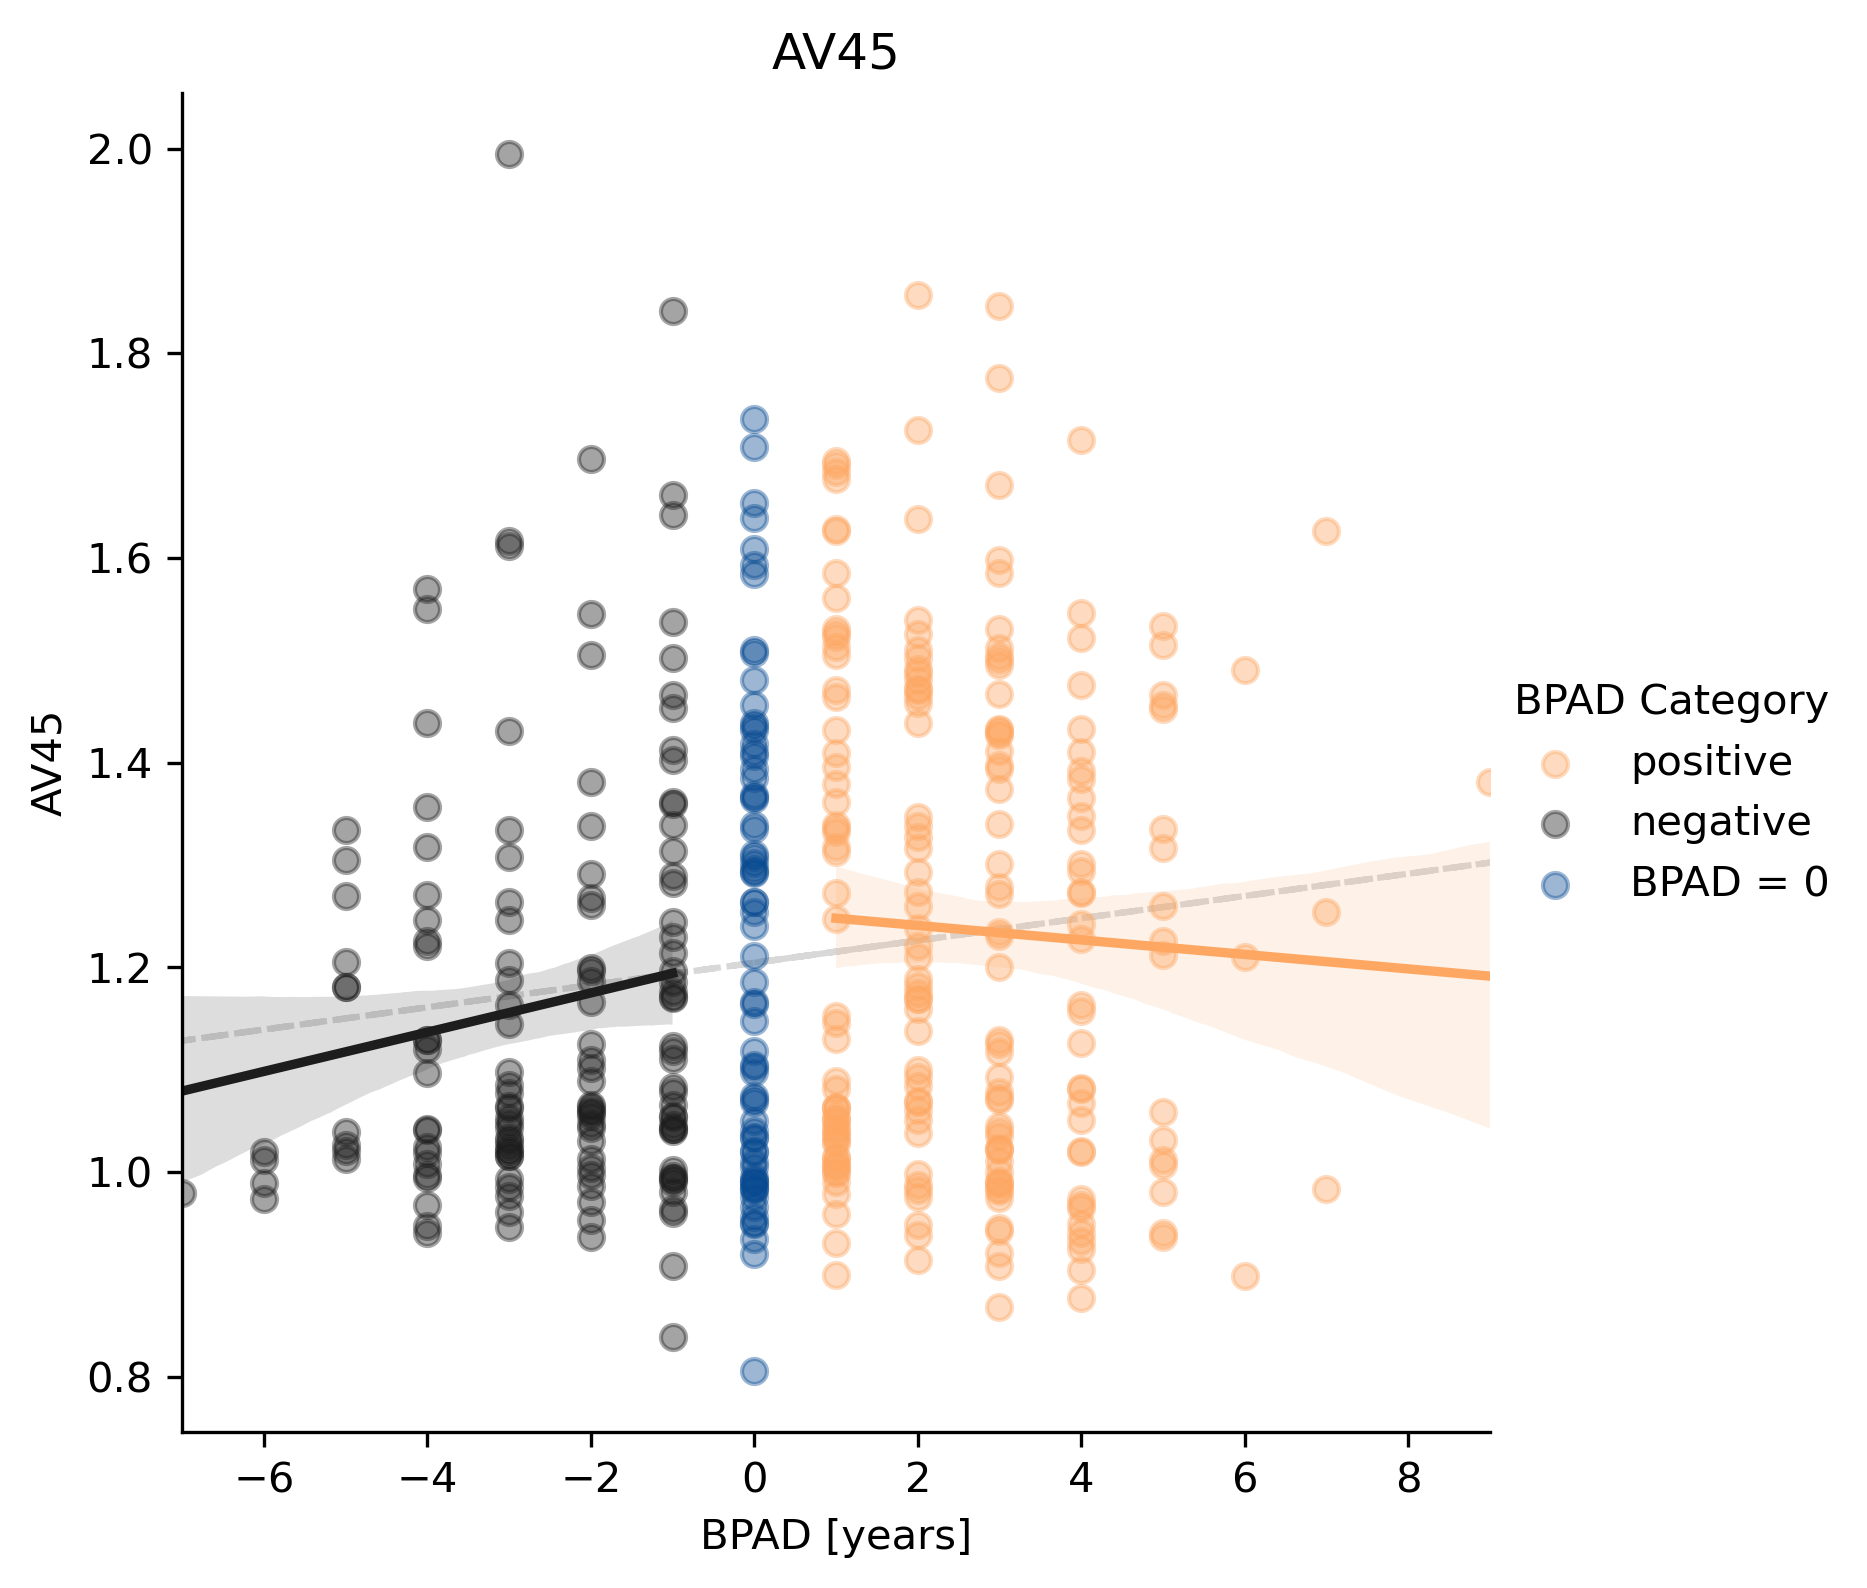 AV45
2.0
1.8
1.6
1.4
1.2
1.0
0.8
AV45
−6 −4 −2 0 2 4 6 8
BPAD [years]
BPAD Category
positive
negative
BPAD = 0